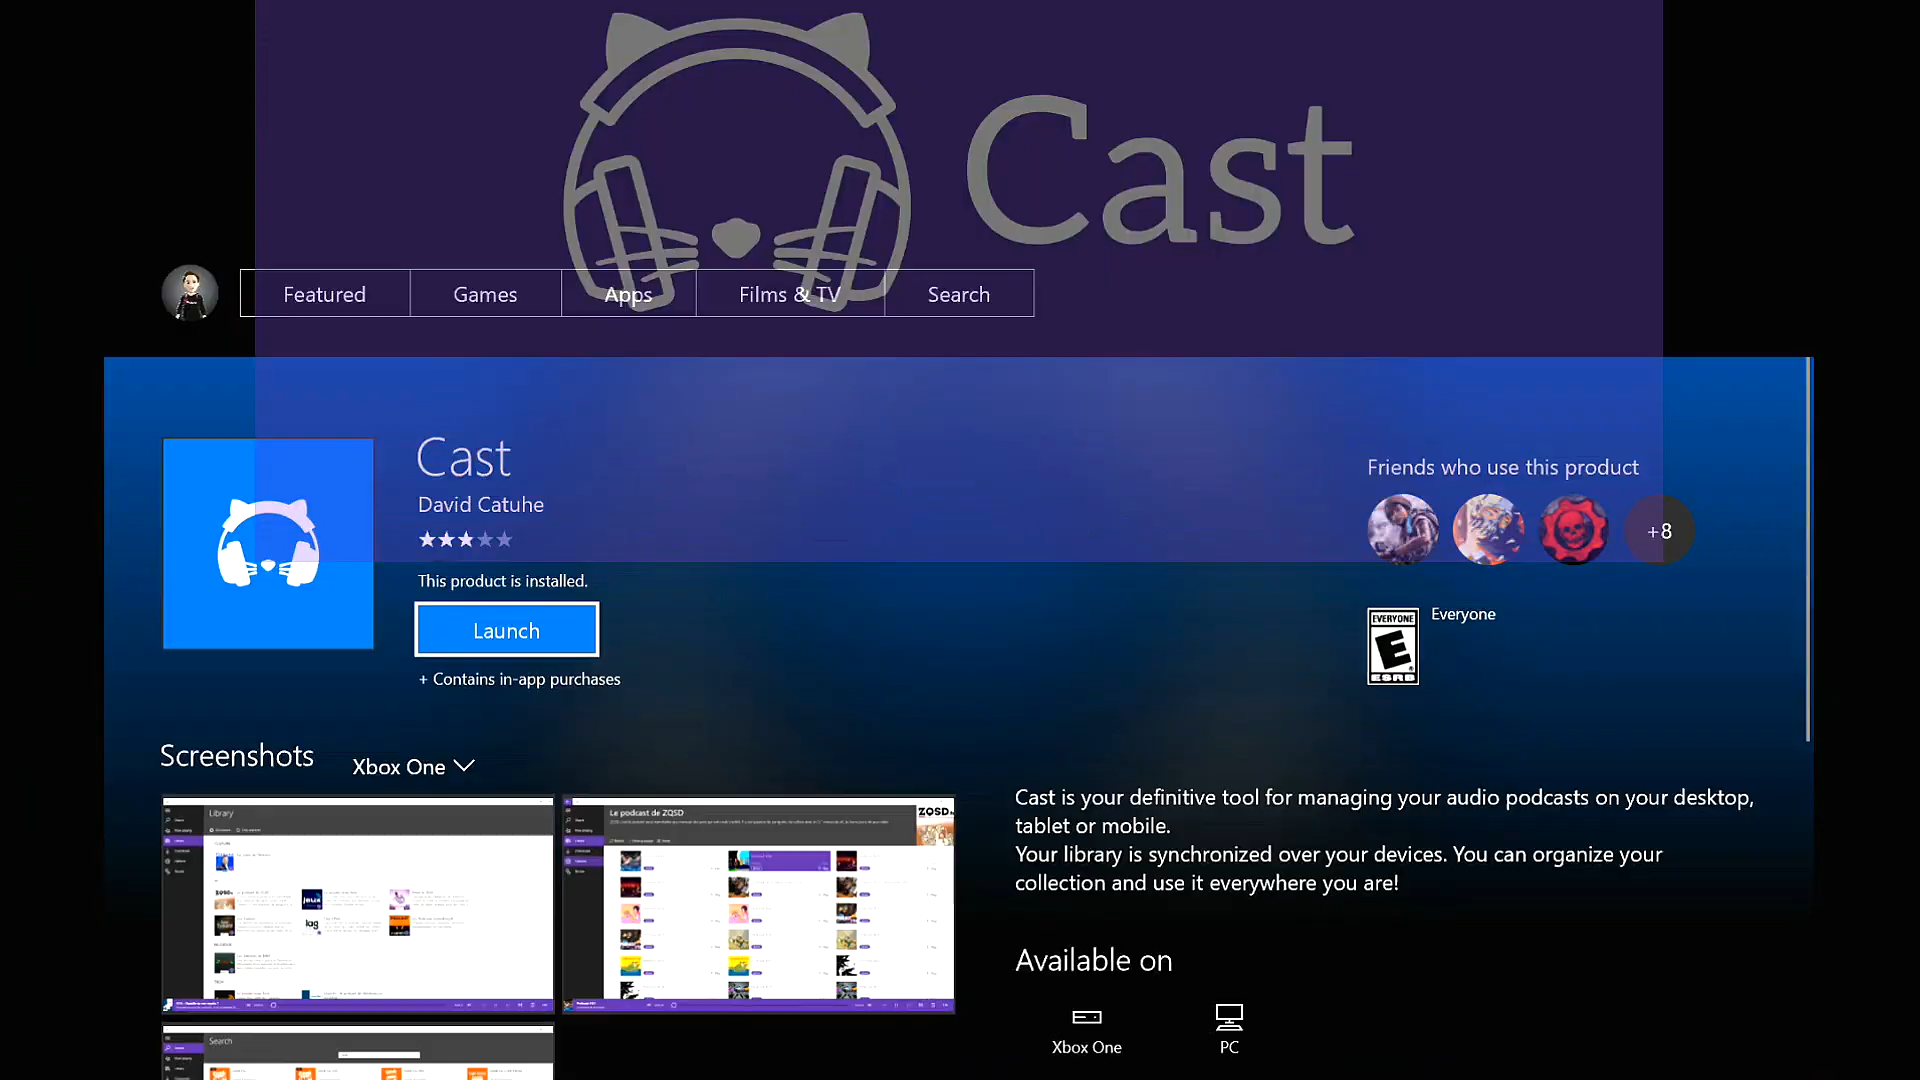 Cast
Featured
Games
Apps
Films & TV
Search
Cast
David Catuhe
This product is installed.
Launch
+ Contains in-app purchases
Friends who use this product
+8
EVERYONE
E
ESRB
Everyone
Screenshots
Xbox One
Library
Le podcast de ZQSD
ZQSD
Search
Cast is your definitive tool for managing your audio podcasts on your desktop,
tablet or mobile.
Your library is synchronized over your devices. You can organize your
collection and use it everywhere you are!
Available on
Xbox One
PC